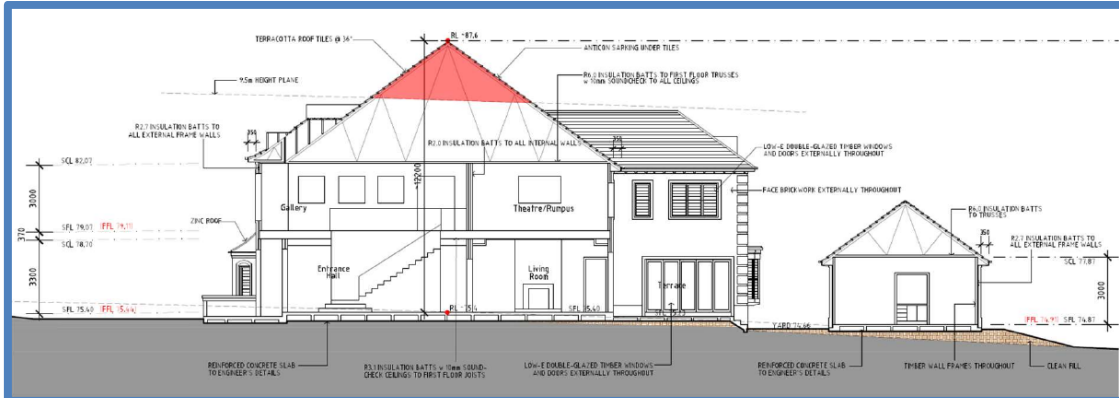 RL ~87,6
TERRACOTTA ROOF TILES @ 36°
ANTICON SARKING UNDER TILES
9.5m HEIGHT PLANE
R6.0 INSULATION BATTS TO FIRST FLOOR TRUSSES
w 10mm SOUNDCHECK TO ALL CEILINGS
R2.7 INSULATION BATTS TO
ALL EXTERNAL FRAME WALLS
350
R2.0 INSULATION BATTS TO ALL INTERNAL WALLS
350
~12200
LOW-E DOUBLE-GLAZED TIMBER WINDOWS
AND DOORS EXTERNALLY THROUGHOUT
SCL 82,07
FACE BRICKWORK EXTERNALLY THROUGHOUT
3000
Gallery
Theatre/Rumpus
R6.0 INSULATION BATTS
TO TRUSSES
ZINC ROOF
SFL 79,07
370
SCL 78,70
350
R2.7 INSULATION BATTS TO
ALL EXTERNAL FRAME WALLS
SCL 77,87
3300
Entrance
Hall
Living
Room
Terrace
3000
SFL 75.40
SFL 75.40
YARD 74.66
SFL 74.87
REINFORCED CONCRETE SLAB
TO ENGINEER'S DETAILS
R3.1 INSULATION BATTS w 10mm SOUND-
CHECK CEILINGS TO FIRST FLOOR JOISTS
LOW-E DOUBLE-GLAZED TIMBER WINDOWS
AND DOORS EXTERNALLY THROUGHOUT
REINFORCED CONCRETE SLAB
TO ENGINEER'S DETAILS
TIMBER WALL FRAMES THROUGHOUT
CLEAN FILL